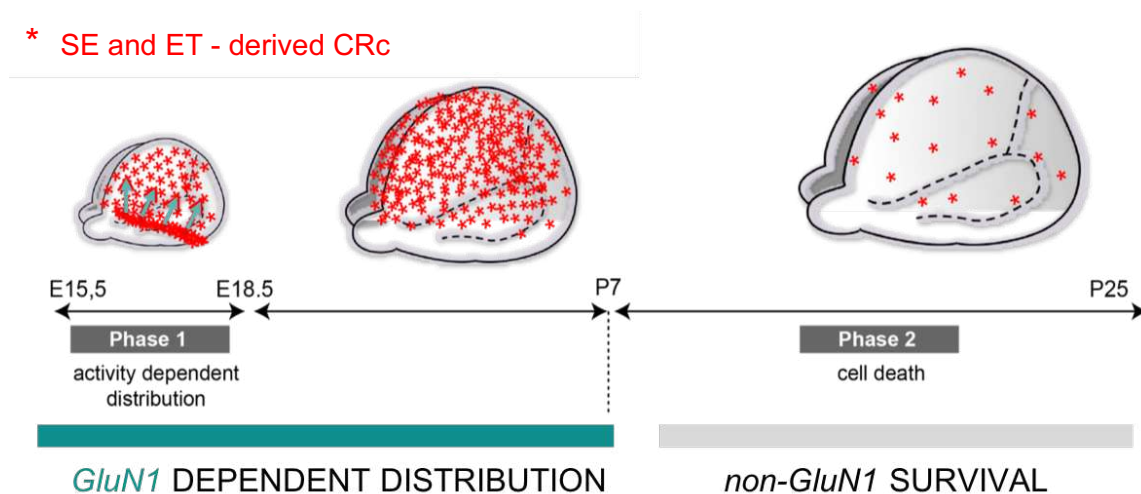 * SE and ET - derived CRc
E15,5 E18.5 P7 P25
Phase 1 Phase 2
activity dependent cell death
distribution
GluN1 DEPENDENT DISTRIBUTION non-GluN1 SURVIVAL